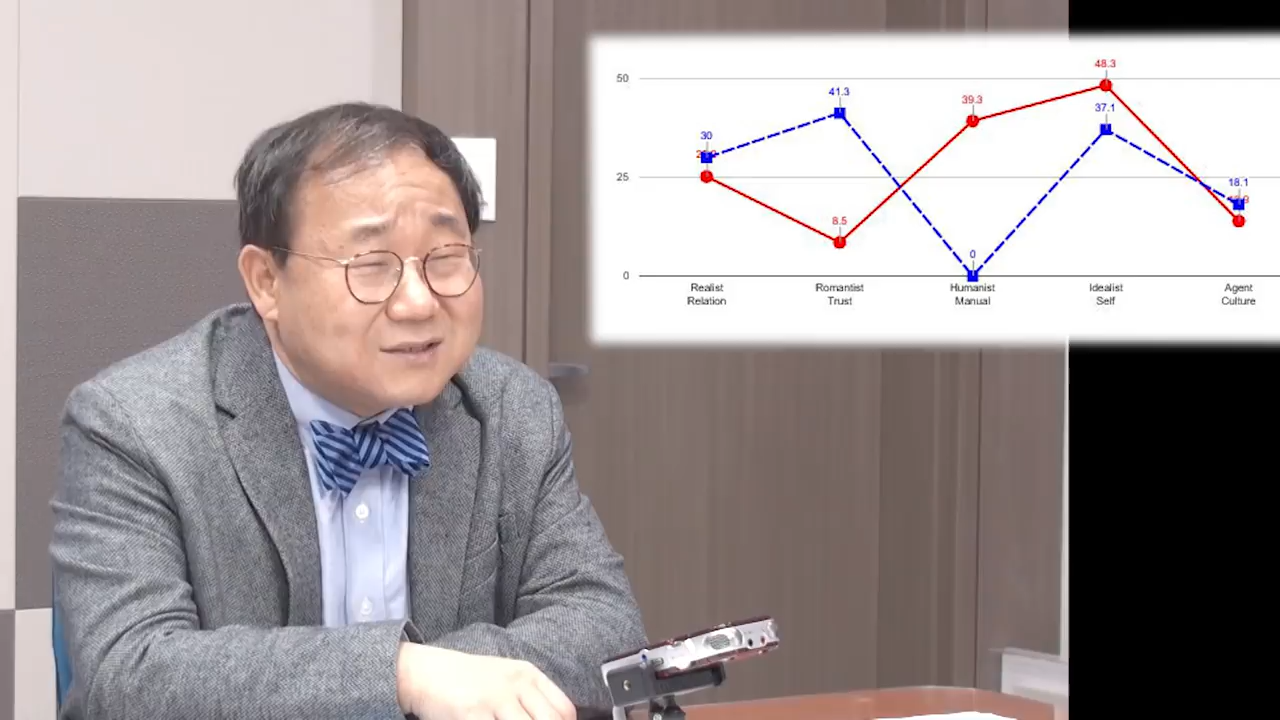 50
25
0
48.3
41.3
39.3
37.1
30
8.5
0
18.1
Realist
Relation
Romantist
Trust
Humanist
Manual
Idealist
Self
Agent
Culture